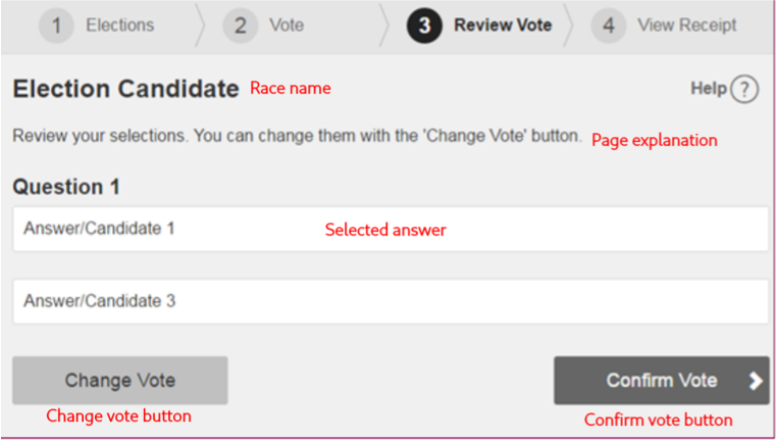 1 Elections 2 Vote 3 Review Vote 4 View Receipt
Election Candidate Race name Help ?
Review your selections. You can change them with the 'Change Vote' button. Page explanation
Question 1
Answer/Candidate 1 Selected answer
Answer/Candidate 3
Change Vote Confirm Vote
Change vote button Confirm vote button